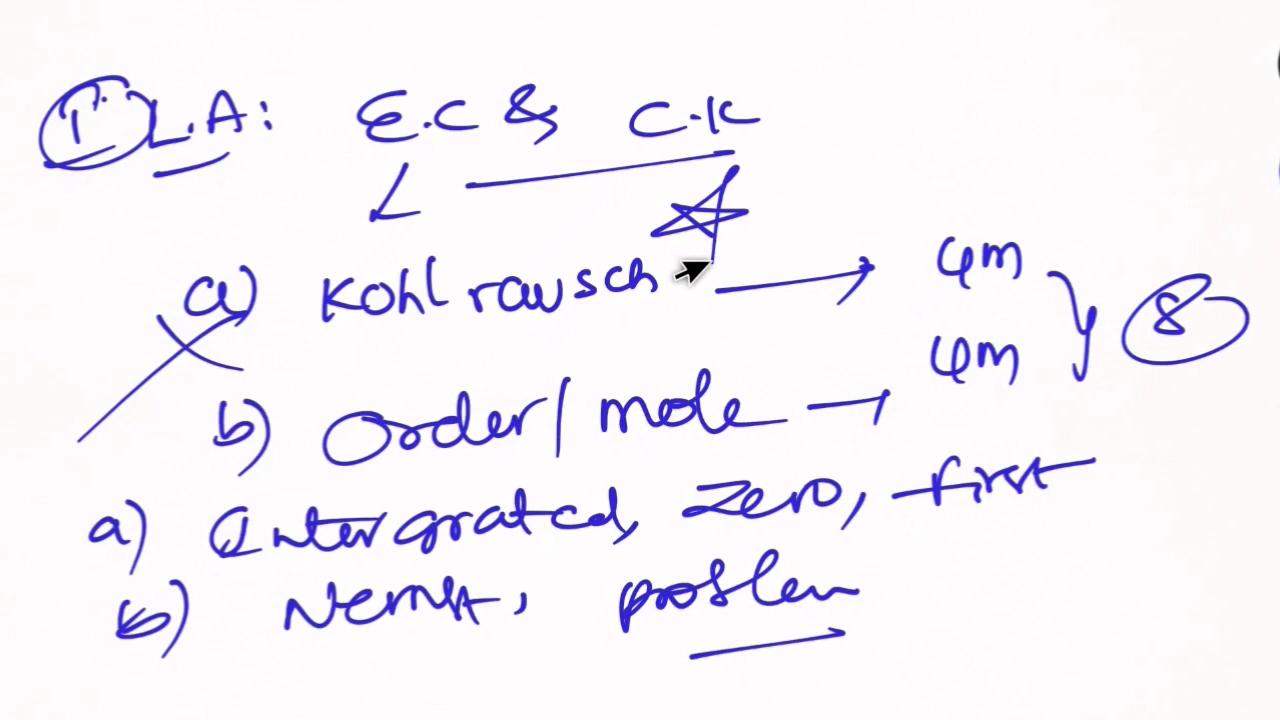 1. L.A: E.C & C.K
a) Kohlrausch → 4m
b) Order/mole → 4m } 8
a) Intergrated, zero, first
b) Nernst, problem